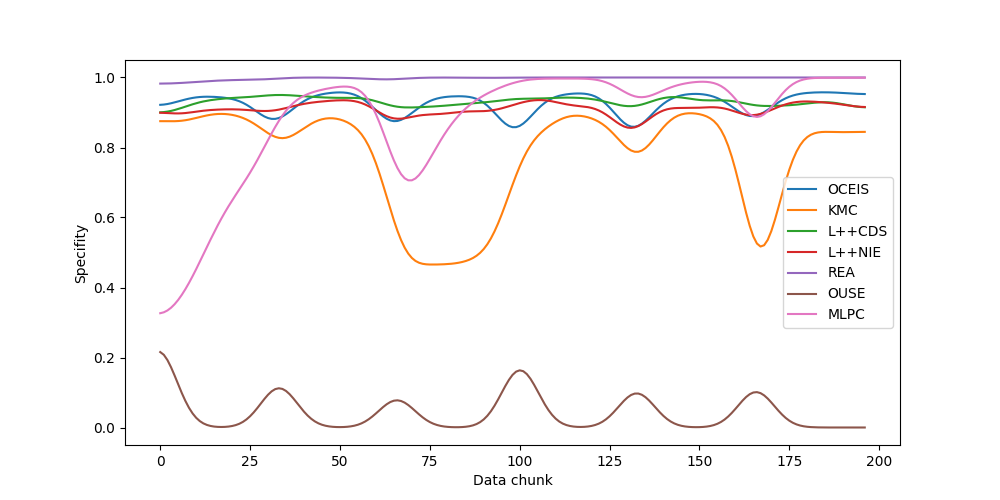 1.0
0.8
0.6
0.4
0.2
0.0
Specifity
0 25 50 75 100 125 150 175 200
Data chunk
OCEIS
KMC
L++CDS
L++NIE
REA
OUSE
MLPC